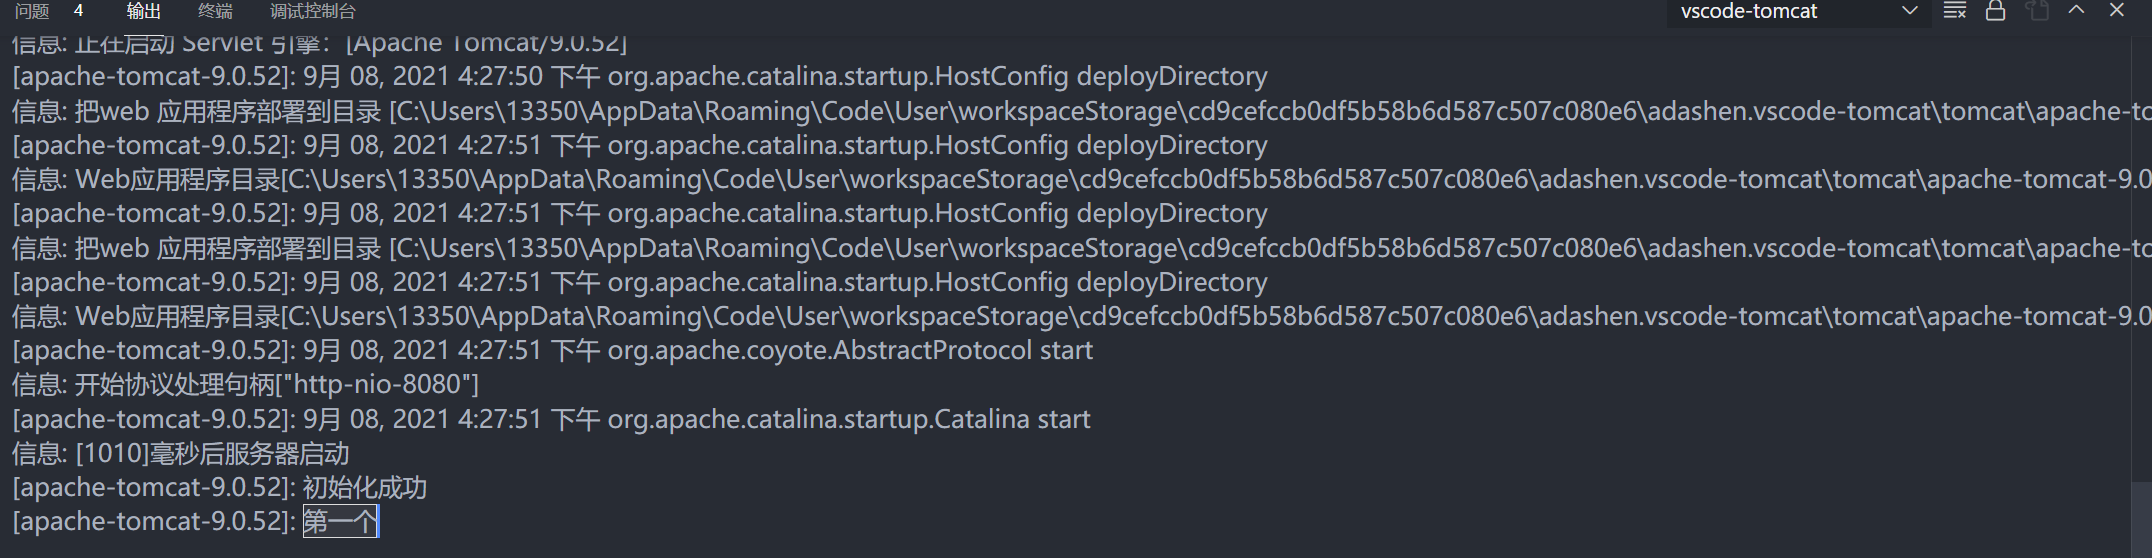 问题 4 输出 终端 调试控制台 vscode-tomcat
信息: 正在启动 Servlet 引擎：[Apache Tomcat/9.0.52]
[apache-tomcat-9.0.52]: 9月 08, 2021 4:27:50 下午 org.apache.catalina.startup.HostConfig deployDirectory
信息: 把web 应用程序部署到目录 [C:\Users\13350\AppData\Roaming\Code\User\workspaceStorage\cd9cefccb0df5b58b6d587c507c080e6\adashen.vscode-tomcat\tomcat\apache-to
[apache-tomcat-9.0.52]: 9月 08, 2021 4:27:51 下午 org.apache.catalina.startup.HostConfig deployDirectory
信息: Web应用程序目录[C:\Users\13350\AppData\Roaming\Code\User\workspaceStorage\cd9cefccb0df5b58b6d587c507c080e6\adashen.vscode-tomcat\tomcat\apache-tomcat-9.0
[apache-tomcat-9.0.52]: 9月 08, 2021 4:27:51 下午 org.apache.catalina.startup.HostConfig deployDirectory
信息: 把web 应用程序部署到目录 [C:\Users\13350\AppData\Roaming\Code\User\workspaceStorage\cd9cefccb0df5b58b6d587c507c080e6\adashen.vscode-tomcat\tomcat\apache-to
[apache-tomcat-9.0.52]: 9月 08, 2021 4:27:51 下午 org.apache.catalina.startup.HostConfig deployDirectory
信息: Web应用程序目录[C:\Users\13350\AppData\Roaming\Code\User\workspaceStorage\cd9cefccb0df5b58b6d587c507c080e6\adashen.vscode-tomcat\tomcat\apache-tomcat-9.0
[apache-tomcat-9.0.52]: 9月 08, 2021 4:27:51 下午 org.apache.coyote.AbstractProtocol start
信息: 开始协议处理句柄["http-nio-8080"]
[apache-tomcat-9.0.52]: 9月 08, 2021 4:27:51 下午 org.apache.catalina.startup.Catalina start
信息: [1010]毫秒后服务器启动
[apache-tomcat-9.0.52]: 初始化成功
[apache-tomcat-9.0.52]: 第一个